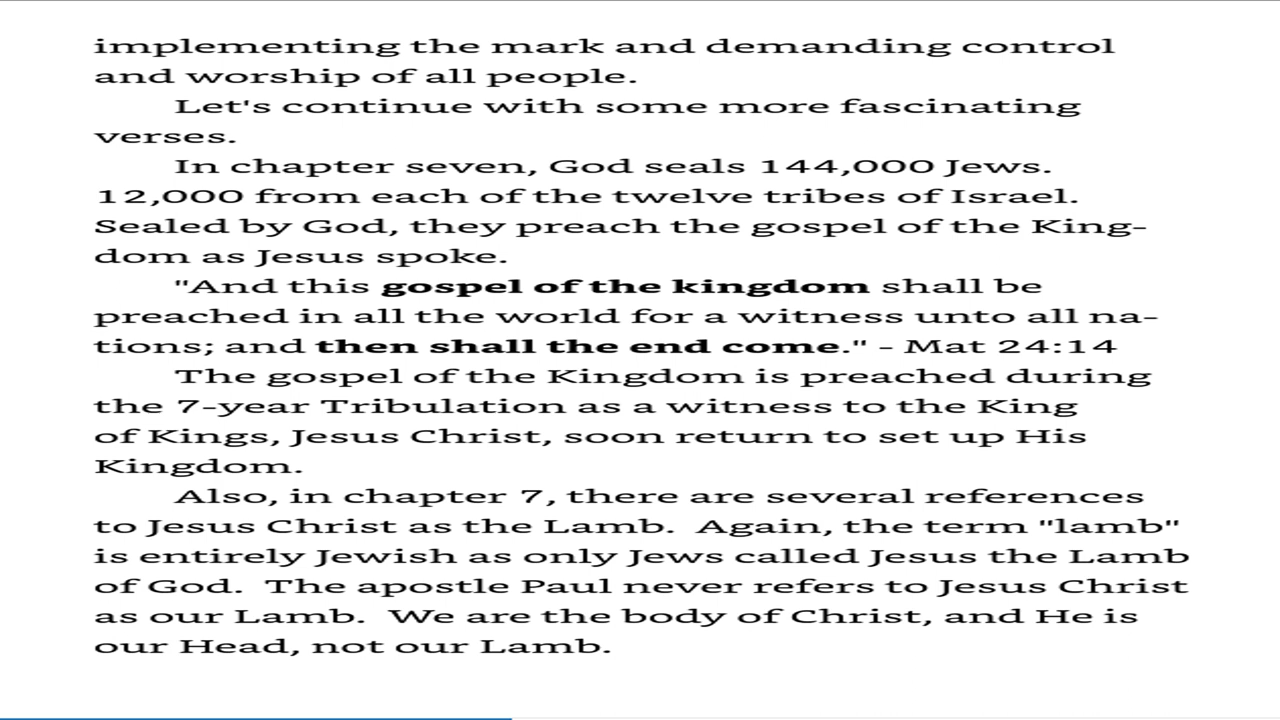 implementing the mark and demanding control
and worship of all people.
Let's continue with some more fascinating
verses.
In chapter seven, God seals 144,000 Jews.
12,000 from each of the twelve tribes of Israel.
Sealed by God, they preach the gospel of the King-
dom as Jesus spoke.
"And this gospel of the kingdom shall be
preached in all the world for a witness unto all na-
tions; and then shall the end come." - Mat 24:14
The gospel of the Kingdom is preached during
the 7-year Tribulation as a witness to the King
of Kings, Jesus Christ, soon return to set up His
Kingdom.
Also, in chapter 7, there are several references
to Jesus Christ as the Lamb.  Again, the term "lamb"
is entirely Jewish as only Jews called Jesus the Lamb
of God.  The apostle Paul never refers to Jesus Christ
as our Lamb.  We are the body of Christ, and He is
our Head, not our Lamb.